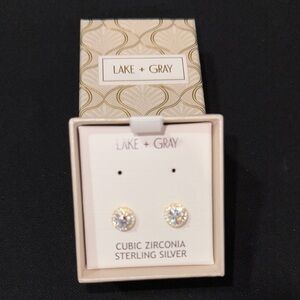 LAKE + GRAY
LAKE + GRAY
CUBIC ZIRCONIA
STERLING SILVER